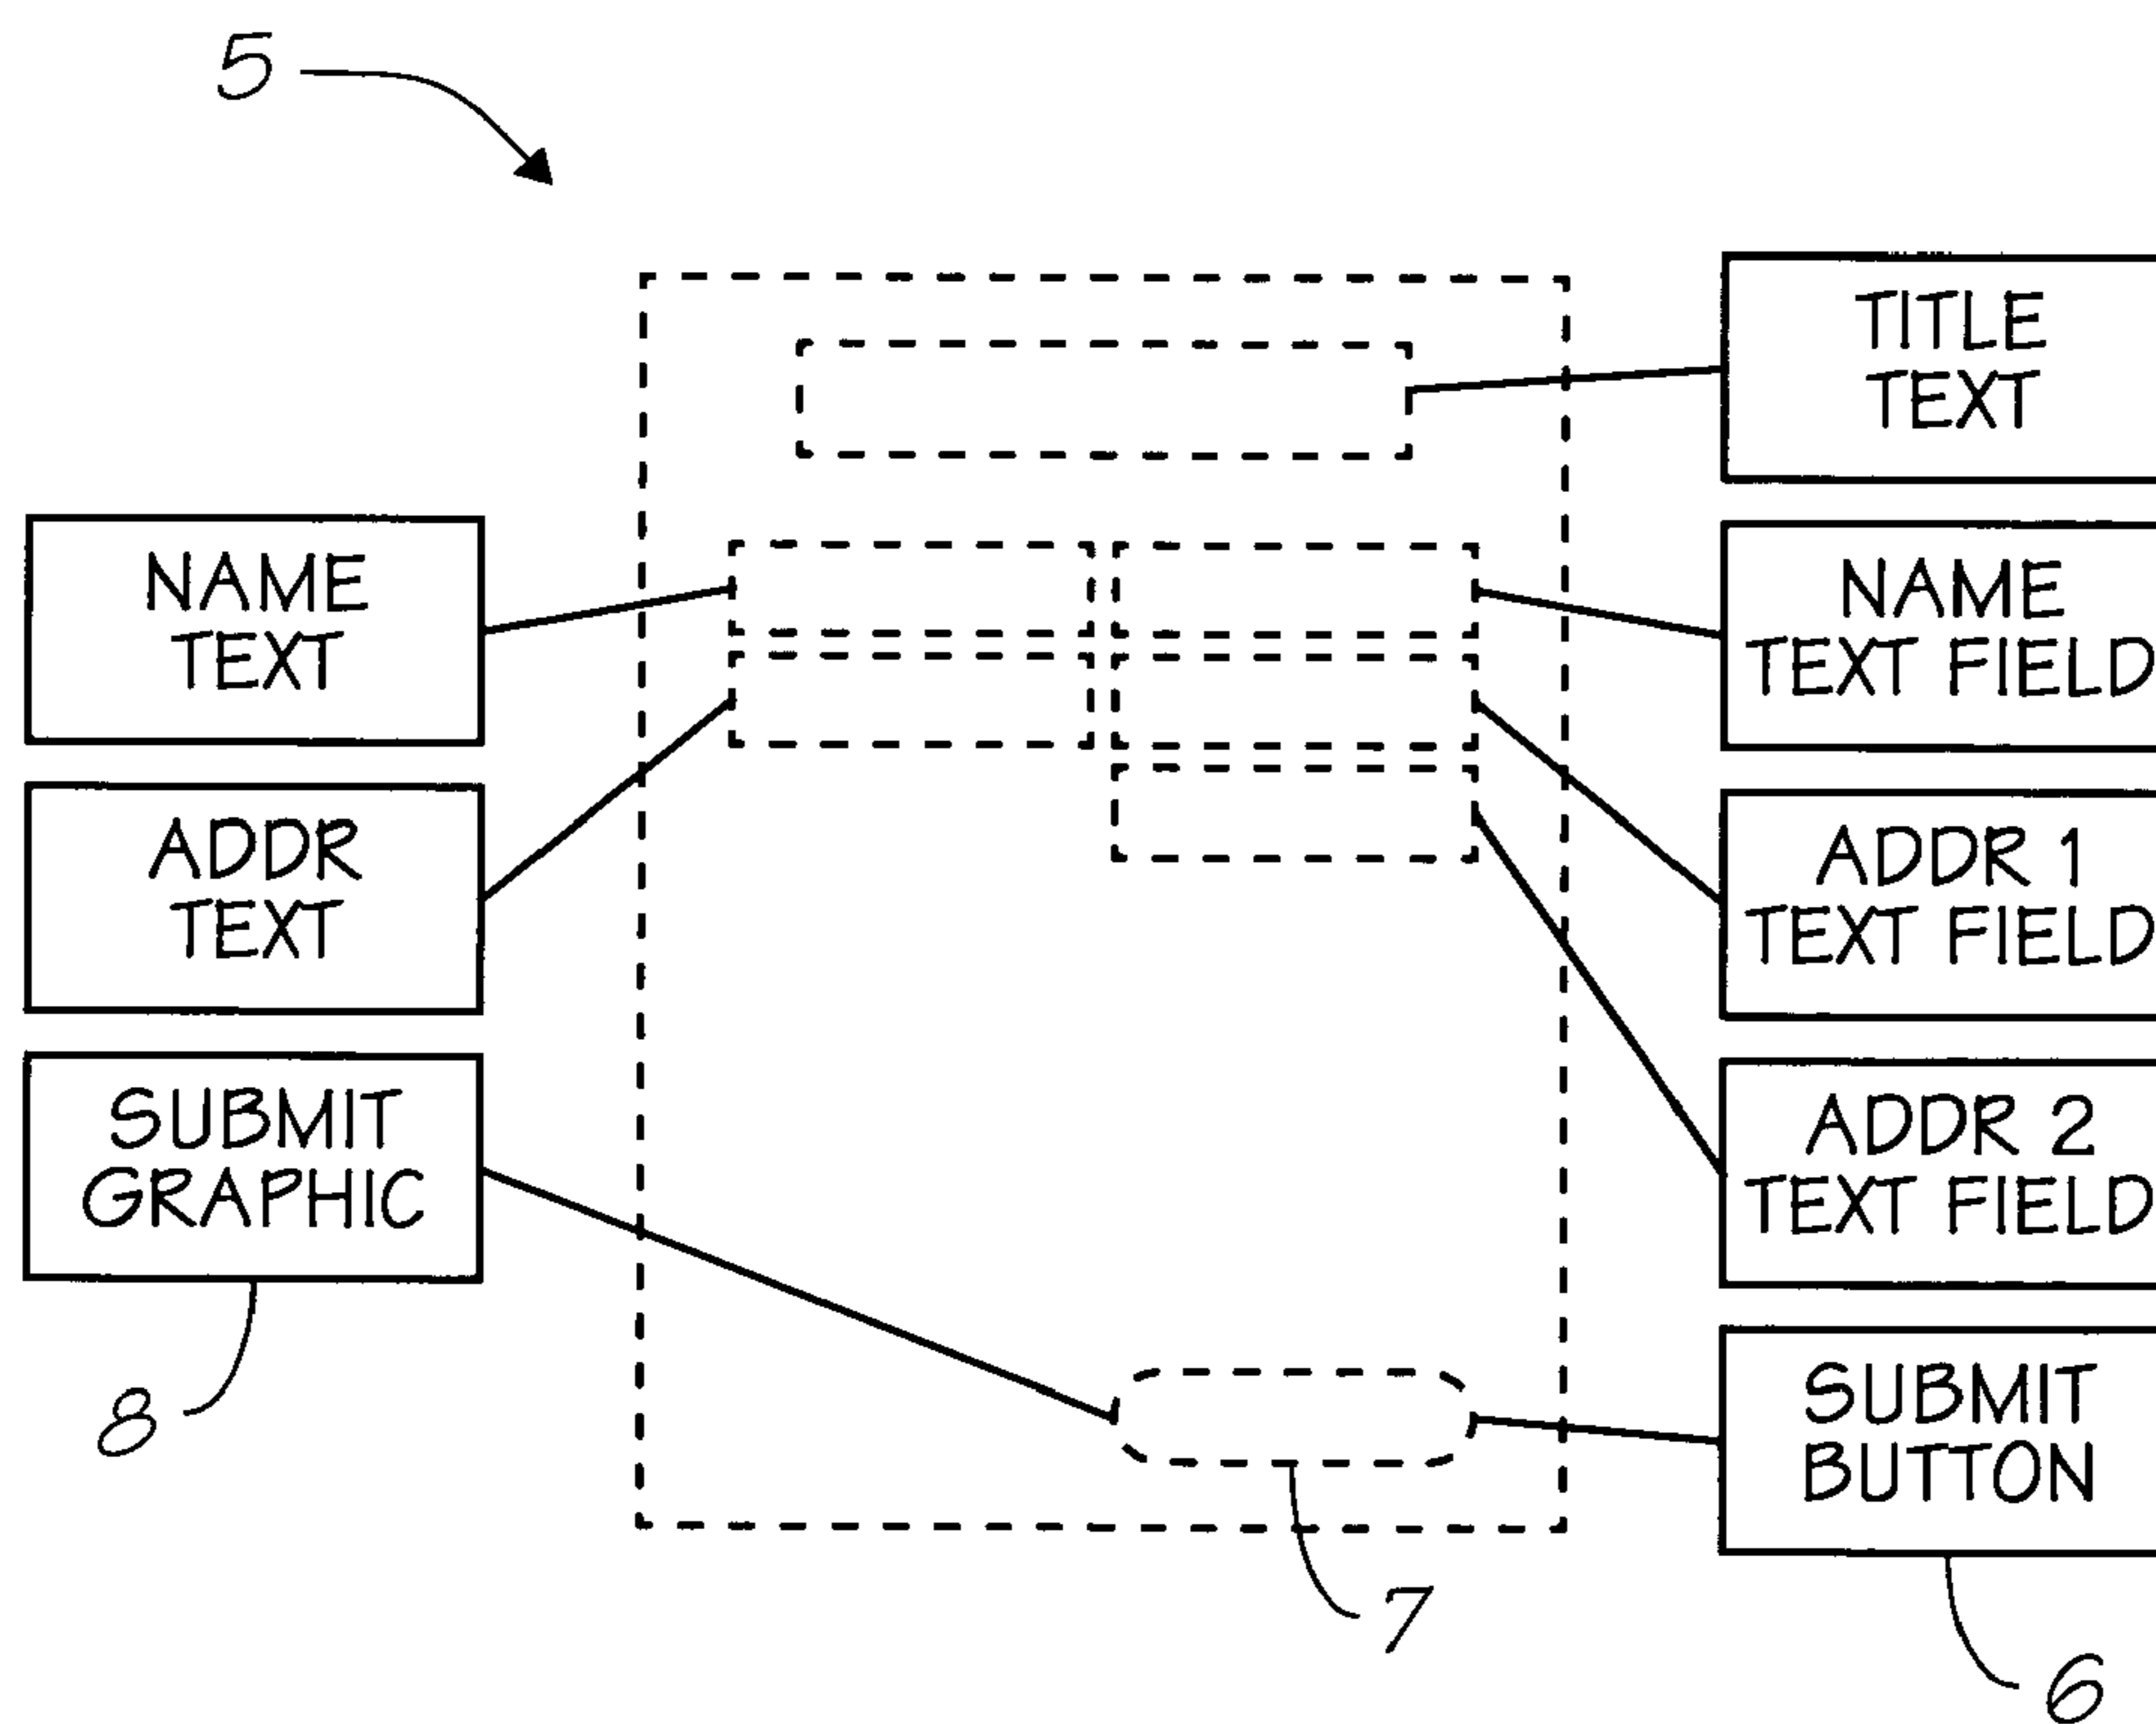 5
TITLE
TEXT
NAME
TEXT
NAME
TEXT FIELD
ADDR
TEXT
ADDR 1
TEXT FIELD
SUBMIT
GRAPHIC
ADDR 2
TEXT FIELD
8
SUBMIT
BUTTON
7
6